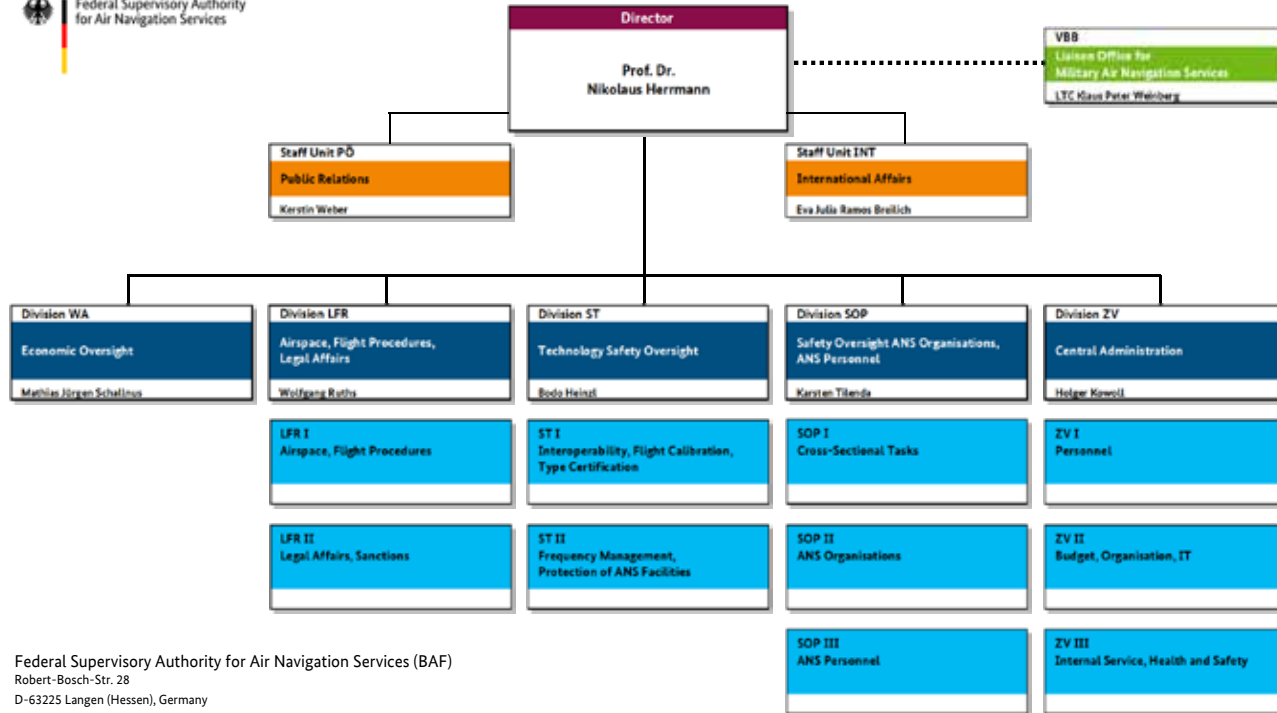 Federal Supervisory Authority
for Air Navigation Services
Director
Prof. Dr.
Nikolaus Herrmann
VBB
Liaison Office for
Military Air Navigation Services
LTC Klaus Peter Weinberg
Staff Unit PÖ
Public Relations
Kerstin Weber
Staff Unit INT
International Affairs
Eva Julia Ramos Breilich
Division WA
Economic Oversight
Mathias Jürgen Schallnus
Division LFR
Airspace, Flight Procedures,
Legal Affairs
Wolfgang Ruths
Division ST
Technology Safety Oversight
Bodo Heinzl
Division SOP
Safety Oversight ANS Organisations,
ANS Personnel
Karsten Tilenda
Division ZV
Central Administration
Holger Kowoll
LFR I
Airspace, Flight Procedures
ST I
Interoperability, Flight Calibration,
Type Certification
SOP I
Cross-Sectional Tasks
ZV I
Personnel
LFR II
Legal Affairs, Sanctions
ST II
Frequency Management,
Protection of ANS Facilities
SOP II
ANS Organisations
ZV II
Budget, Organisation, IT
SOP III
ANS Personnel
ZV III
Internal Service, Health and Safety
Federal Supervisory Authority for Air Navigation Services (BAF)
Robert-Bosch-Str. 28
D-63225 Langen (Hessen), Germany